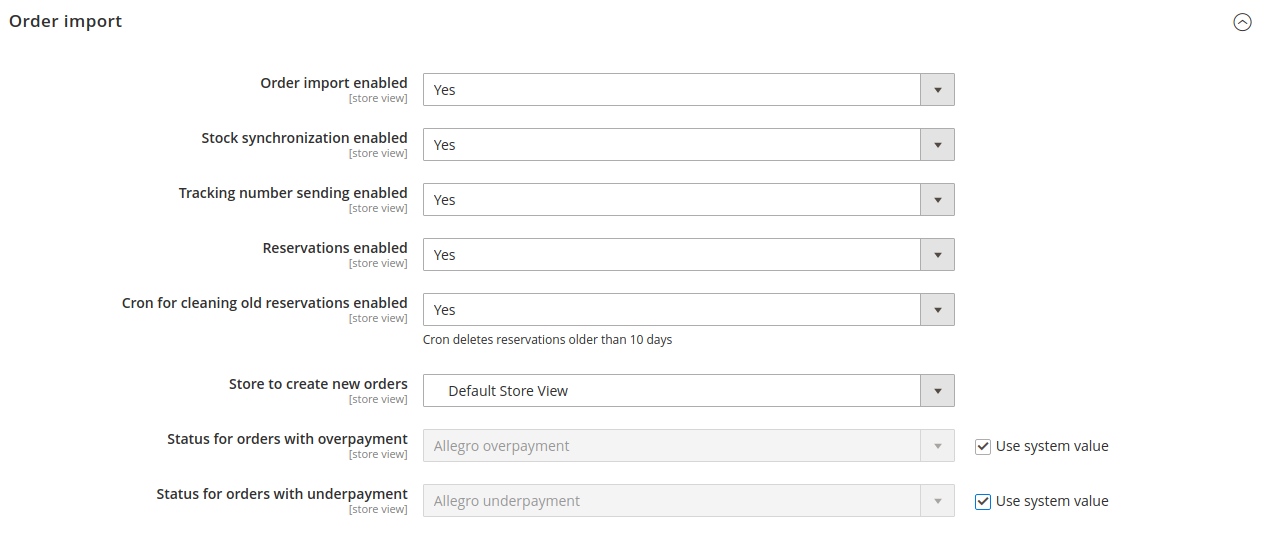 Order import
Order import enabled
[store view]
Yes
Stock synchronization enabled
[store view]
Yes
Tracking number sending enabled
[store view]
Yes
Reservations enabled
[store view]
Yes
Cron for cleaning old reservations enabled
[store view]
Yes
Cron deletes reservations older than 10 days
Store to create new orders
[store view]
Default Store View
Status for orders with overpayment
[store view]
Allegro overpayment
Use system value
Status for orders with underpayment
[store view]
Allegro underpayment
Use system value